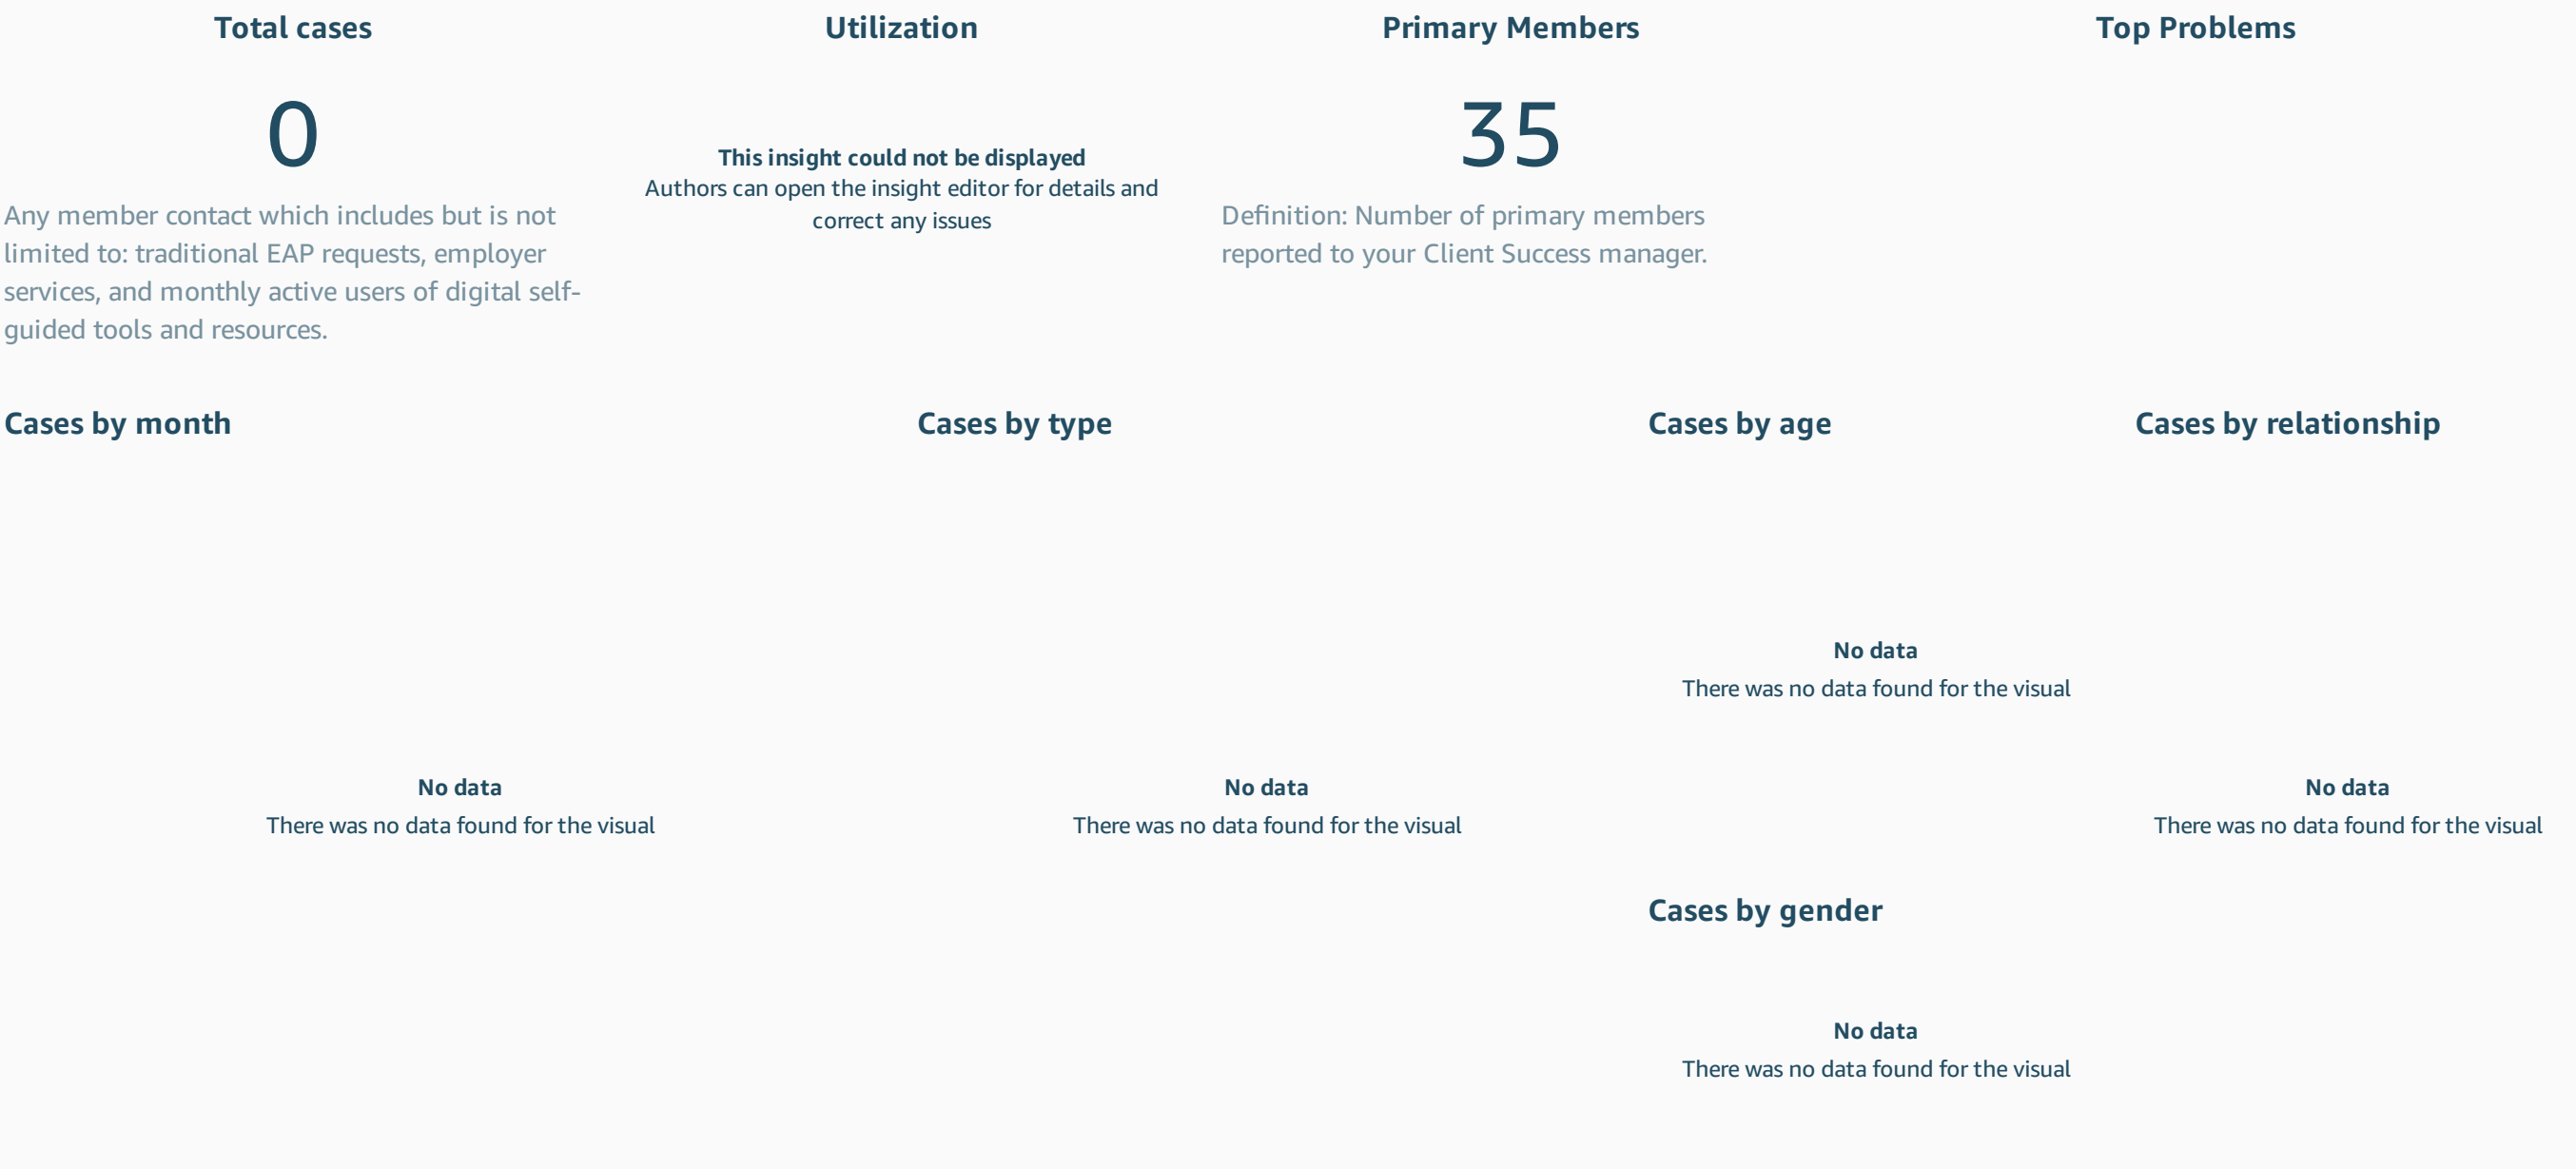 Total cases
0
Any member contact which includes but is not
limited to: traditional EAP requests, employer
services, and monthly active users of digital self-
guided tools and resources.
Utilization
This insight could not be displayed
Authors can open the insight editor for details and
correct any issues
Primary Members
35
Definition: Number of primary members
reported to your Client Success manager.
Top Problems
Cases by month
No data
There was no data found for the visual
Cases by type
No data
There was no data found for the visual
Cases by age
No data
There was no data found for the visual
Cases by relationship
No data
There was no data found for the visual
Cases by gender
No data
There was no data found for the visual